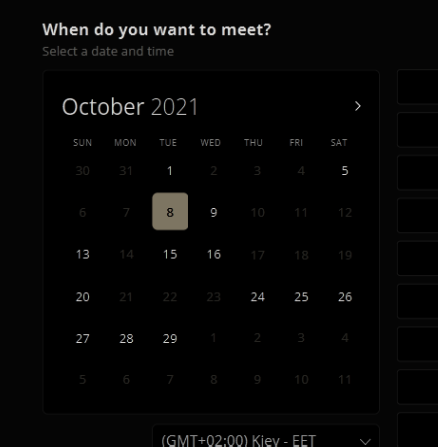 When do you want to meet?
Select a date and time
October 2021
SUN MON TUE WED THU FRI SAT
30 31 1 2 3 4 5
6 7 8 9 10 11 12
13 14 15 16 17 18 19
20 21 22 23 24 25 26
27 28 29 1 2 3 4
5 6 7 8 9 10 11
(GMT+02:00) Kiev - EET